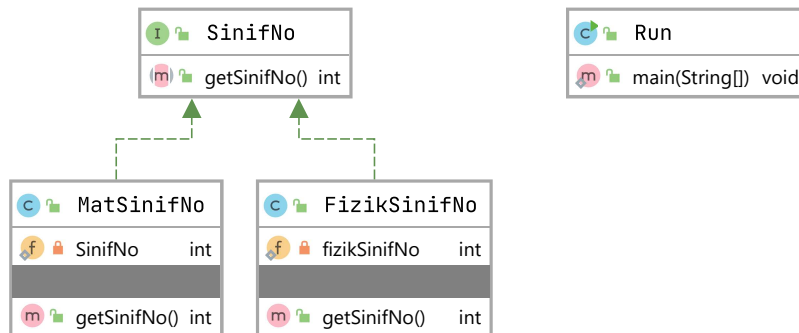 I SinifNo
m getSinifNo() int
C Run
m main(String[]) void
C MatSinifNo
f SinifNo int
m getSinifNo() int
C FizikSinifNo
f fizikSinifNo int
m getSinifNo() int